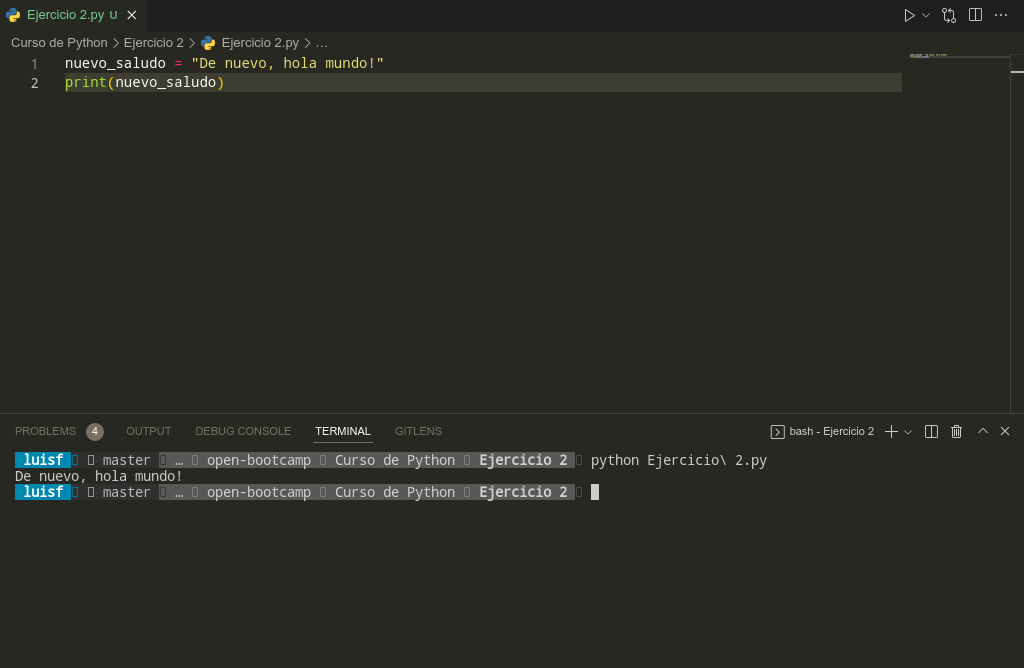 Ejercicio 2.py U
Curso de Python > Ejercicio 2 > Ejercicio 2.py > ...
1 nuevo_saludo = "De nuevo, hola mundo!"
2 print(nuevo_saludo)
PROBLEMS 4 OUTPUT DEBUG CONSOLE TERMINAL GITLENS bash - Ejercicio 2
luisf master … open-bootcamp Curso de Python Ejercicio 2 python Ejercicio\ 2.py
De nuevo, hola mundo!
luisf master … open-bootcamp Curso de Python Ejercicio 2